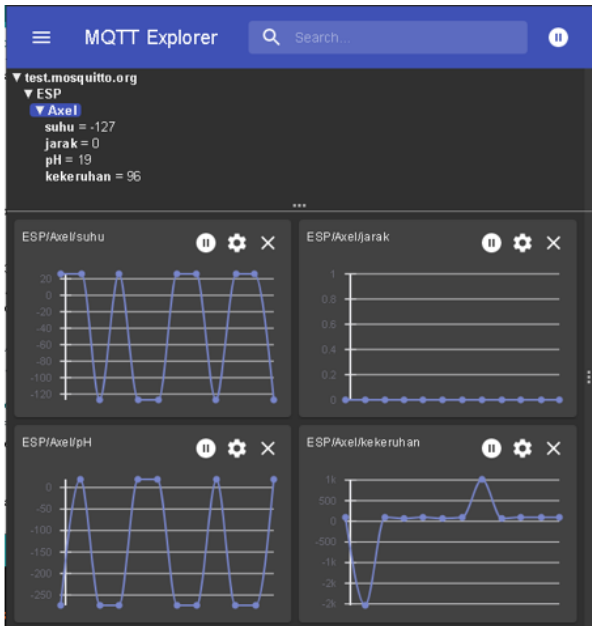 MQTT Explorer
Search...
test.mosquitto.org
ESP
Axel
suhu = -127
jarak = 0
pH = 19
kekeruhan = 96
ESP/Axel/suhu
20
0
-20
-40
-60
-80
-100
-120
ESP/Axel/jarak
1
0.8
0.6
0.4
0.2
0
ESP/Axel/pH
0
-50
-100
-150
-200
-250
ESP/Axel/kekeruhan
1k
500
0
-500
-1k
-2k
-2k